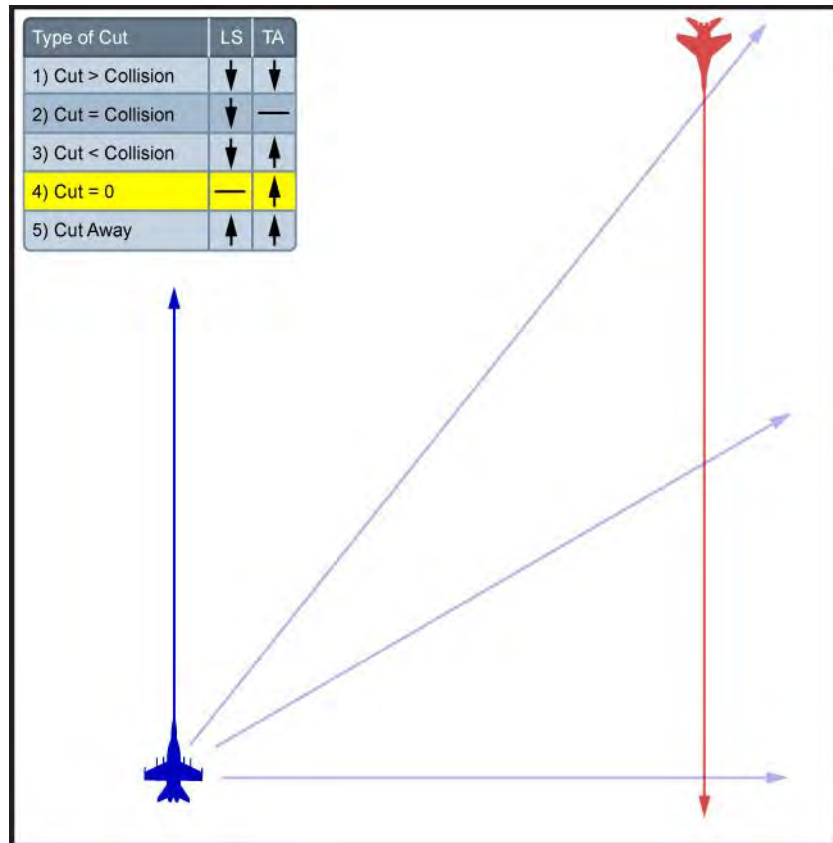 Type of Cut LS TA
1) Cut > Collision
2) Cut = Collision
3) Cut < Collision
4) Cut = 0
5) Cut Away